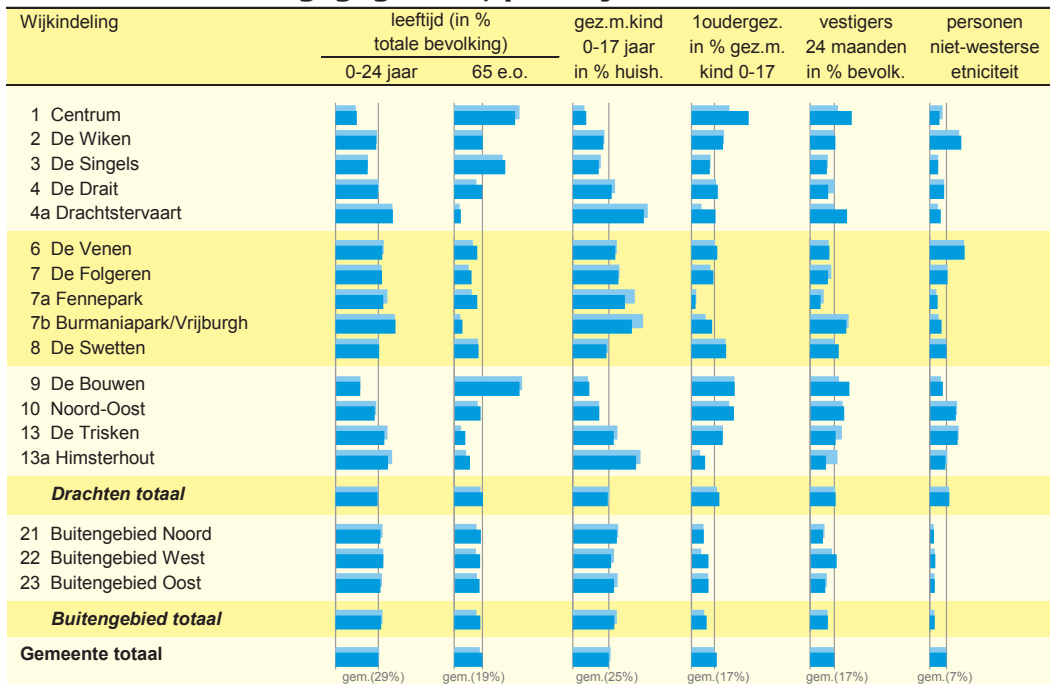 Wijkindeling
leeftijd (in %
totale bevolking)
0-24 jaar
65 e.o.
gez.m.kind
0-17 jaar
in % huish.
1oudergez.
in % gez.m.
kind 0-17
vestigers
24 maanden
in % bevolk.
personen
niet-westerse
etniciteit
1 Centrum
2 De Wiken
3 De Singels
4 De Drait
4a Drachtstervaart
6 De Venen
7 De Folgeren
7a Fennepark
7b Burmaniapark/Vrijburgh
8 De Swetten
9 De Bouwen
10 Noord-Oost
13 De Trisken
13a Himsterhout
Drachten totaal
21 Buitengebied Noord
22 Buitengebied West
23 Buitengebied Oost
Buitengebied totaal
Gemeente totaal
gem.(29%)
gem.(19%)
gem.(25%)
gem.(17%)
gem.(17%)
gem.(7%)